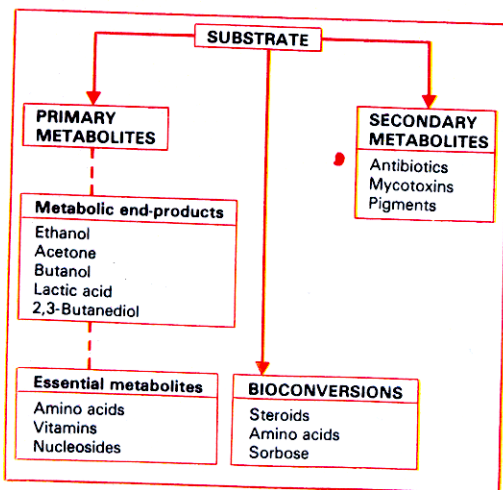 SUBSTRATE
PRIMARY
METABOLITES
SECONDARY
METABOLITES
Antibiotics
Mycotoxins
Pigments
Metabolic end-products
Ethanol
Acetone
Butanol
Lactic acid
2,3-Butanediol
Essential metabolites
Amino acids
Vitamins
Nucleosides
BIOCONVERSIONS
Steroids
Amino acids
Sorbose